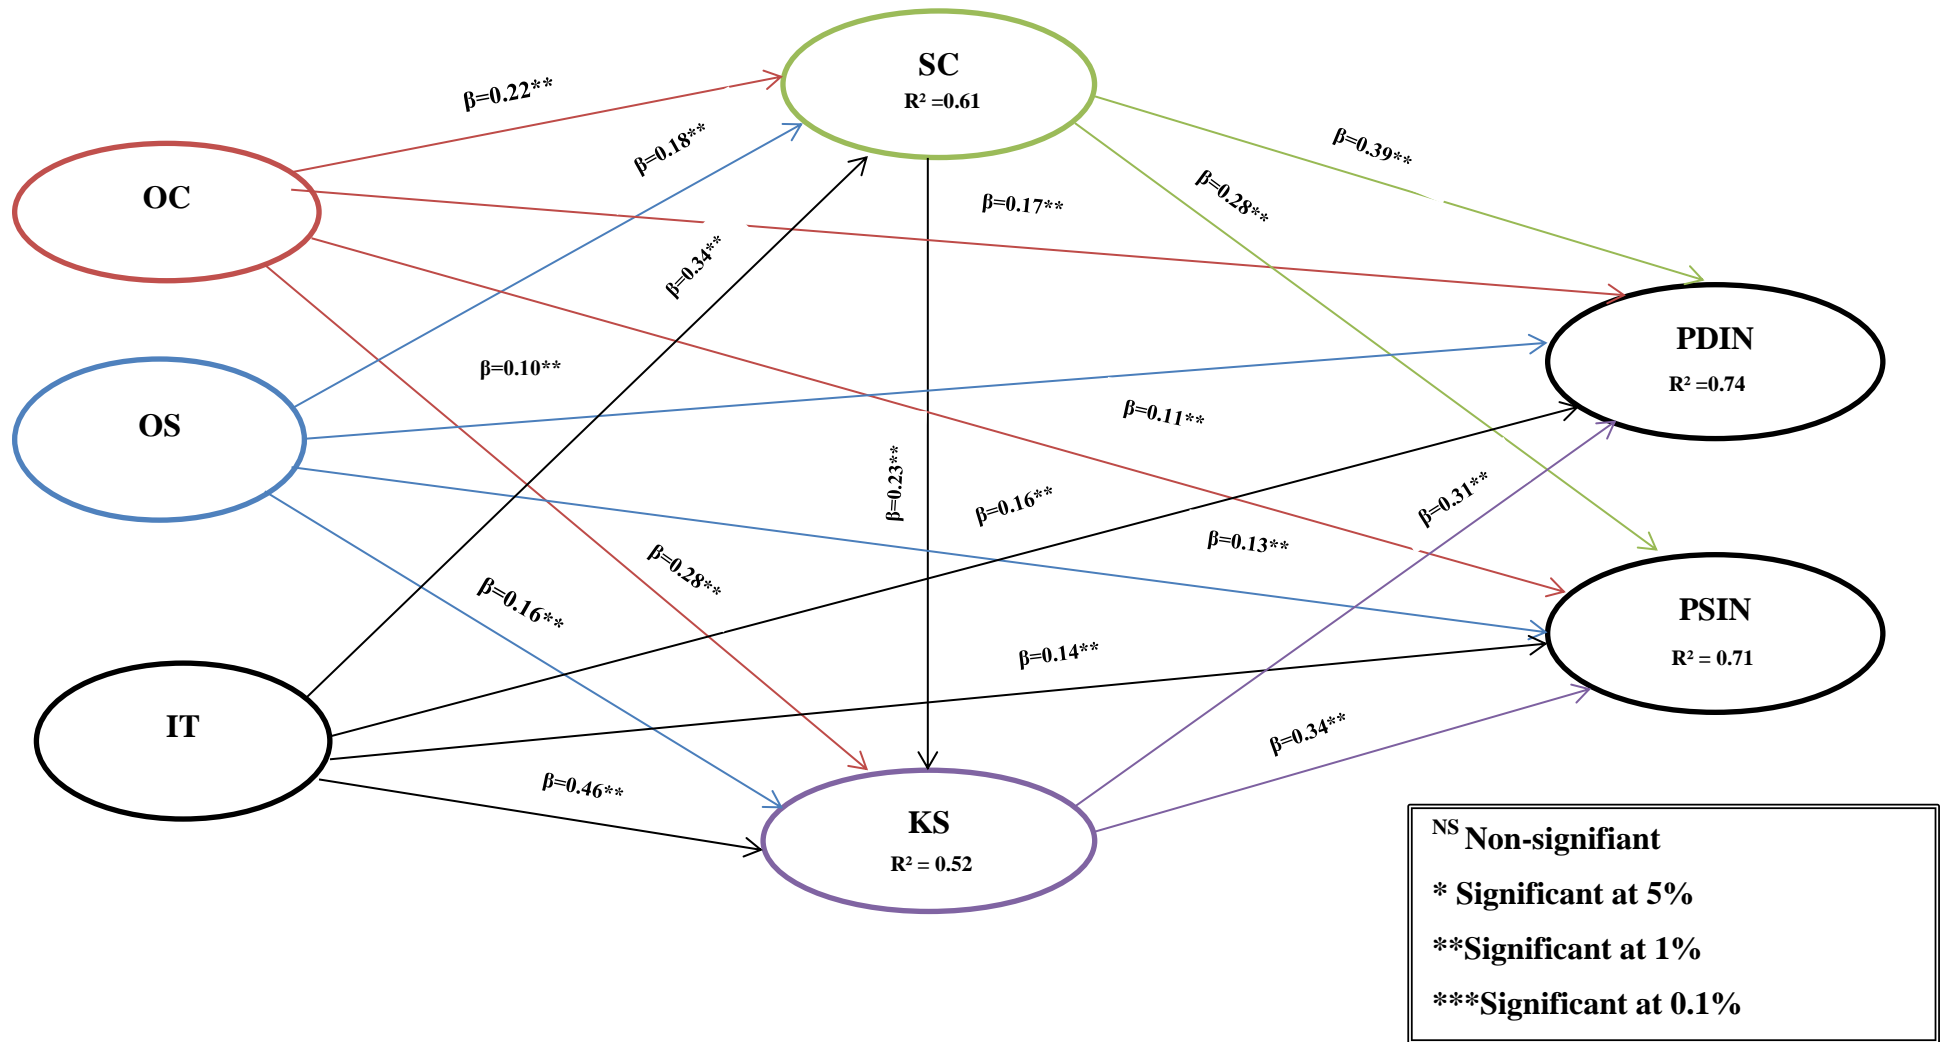 SC
R² =0.61
β=0.22**
β=0.18**
β=0.39**
OC
β=0.17**
β=0.28**
β=0.34**
PDIN
R² =0.74
β=0.10**
OS
β=0.11**
β=0.23**
β=0.16**
β=0.31**
β=0.13**
β=0.28**
β=0.16**
PSIN
R² = 0.71
β=0.14**
IT
β=0.34**
β=0.46**
KS
R² = 0.52
NS Non-signifiant
* Significant at 5%
**Significant at 1%
***Significant at 0.1%